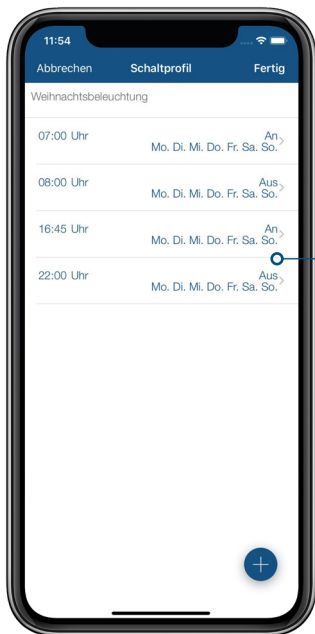 11:54
Abbrechen Schaltprofil Fertig
Weihnachtsbeleuchtung
07:00 Uhr An
Mo. Di. Mi. Do. Fr. Sa. So.
08:00 Uhr Aus
Mo. Di. Mi. Do. Fr. Sa. So.
16:45 Uhr An
Mo. Di. Mi. Do. Fr. Sa. So.
22:00 Uhr Aus
Mo. Di. Mi. Do. Fr. Sa. So.